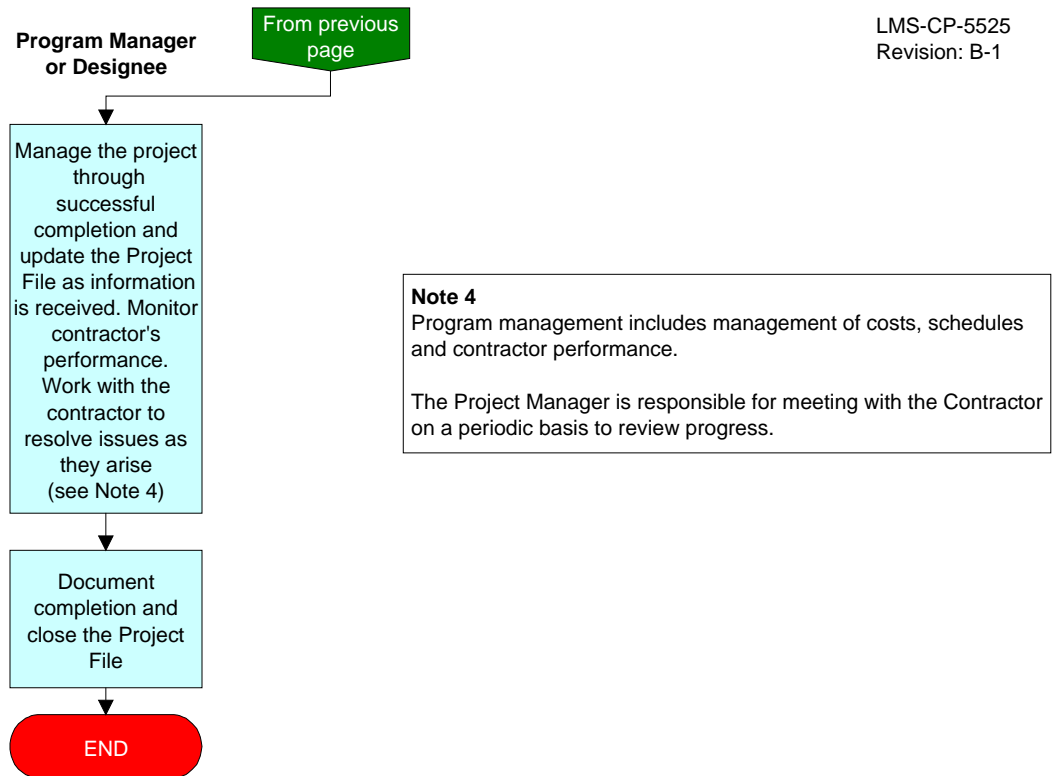 Program Manager
or Designee
From previous
page
LMS-CP-5525
Revision: B-1
Manage the project
through
successful
completion and
update the Project
File as information
is received. Monitor
contractor's
performance.
Work with the
contractor to
resolve issues as
they arise
(see Note 4)
Note 4
Program management includes management of costs, schedules
and contractor performance.
The Project Manager is responsible for meeting with the Contractor
on a periodic basis to review progress.
Document
completion and
close the Project
File
END